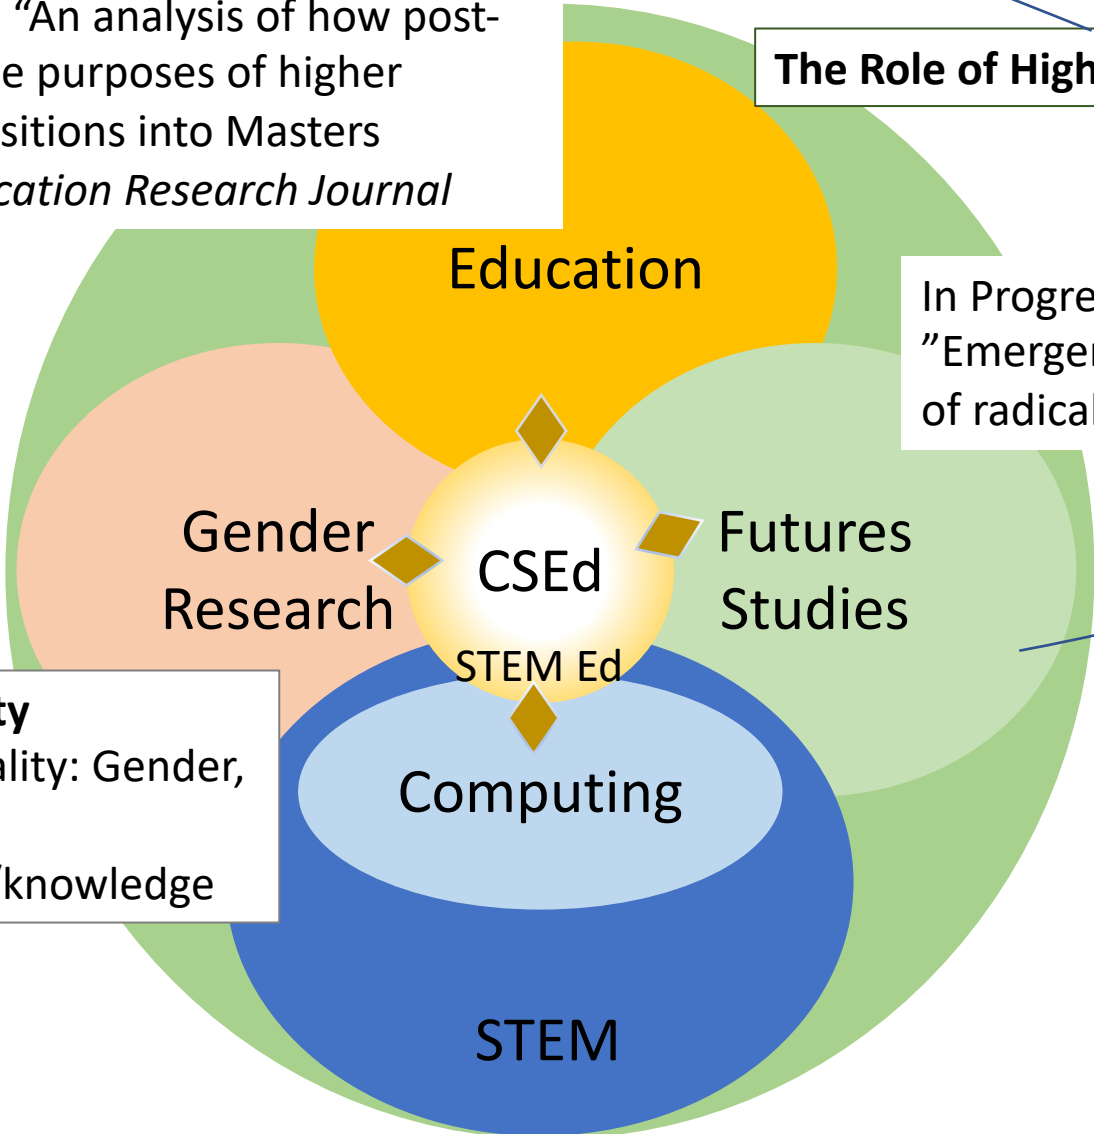 “An analysis of how post-
e purposes of higher
sitions into Masters
cation Research Journal
The Role of High
Education
In Progre
”Emerger
of radical
Gender
Research
CSEd
STEM Ed
Futures
Studies
ty
ality: Gender,
/knowledge
Computing
STEM